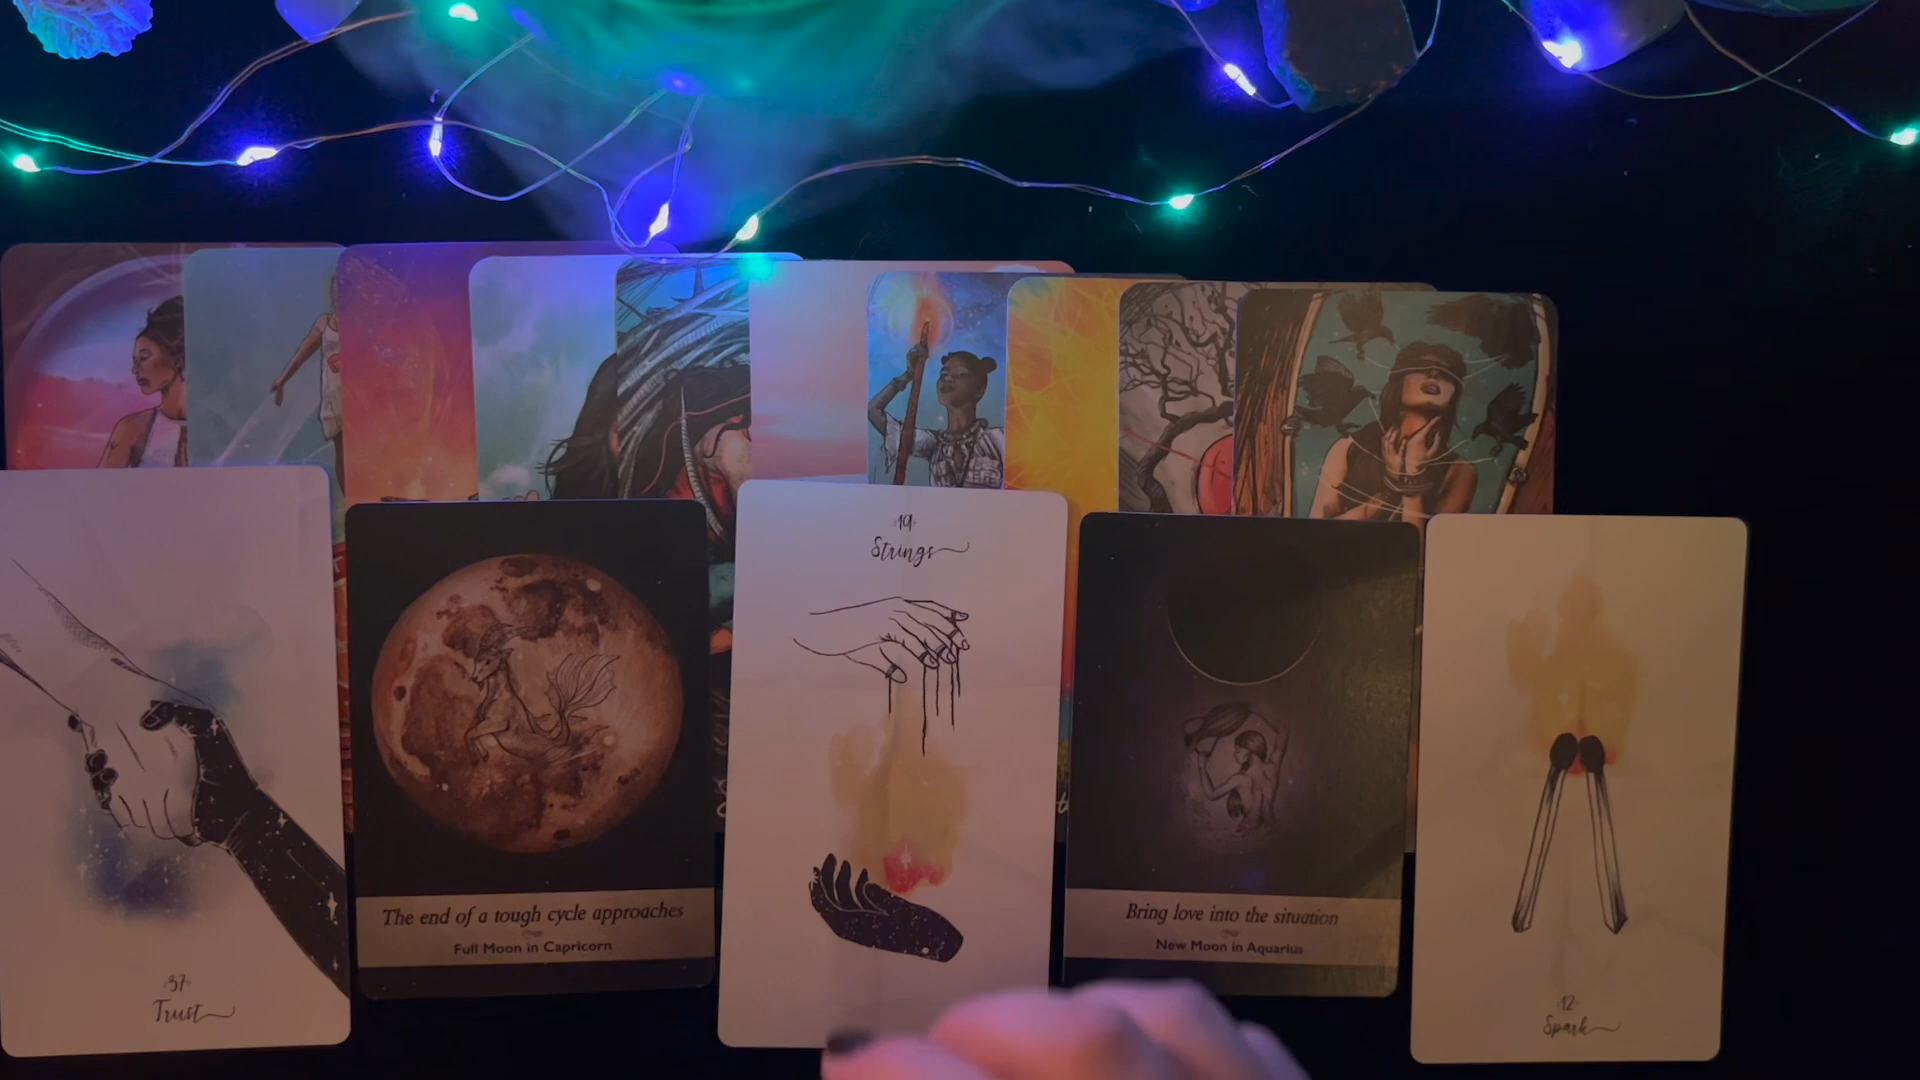 19
Strings
The end of a tough cycle approaches
Full Moon in Capricorn
Bring love into the situation
New Moon in Aquarius
37
Trust
12
Spark